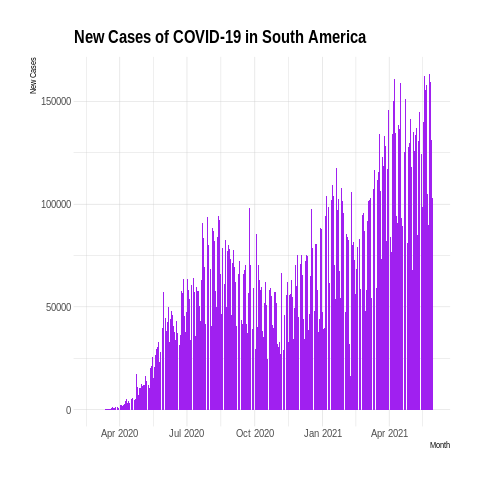 New Cases of COVID-19 in South America
New Cases
150000
100000
50000
0
Apr 2020 Jul 2020 Oct 2020 Jan 2021 Apr 2021
Month